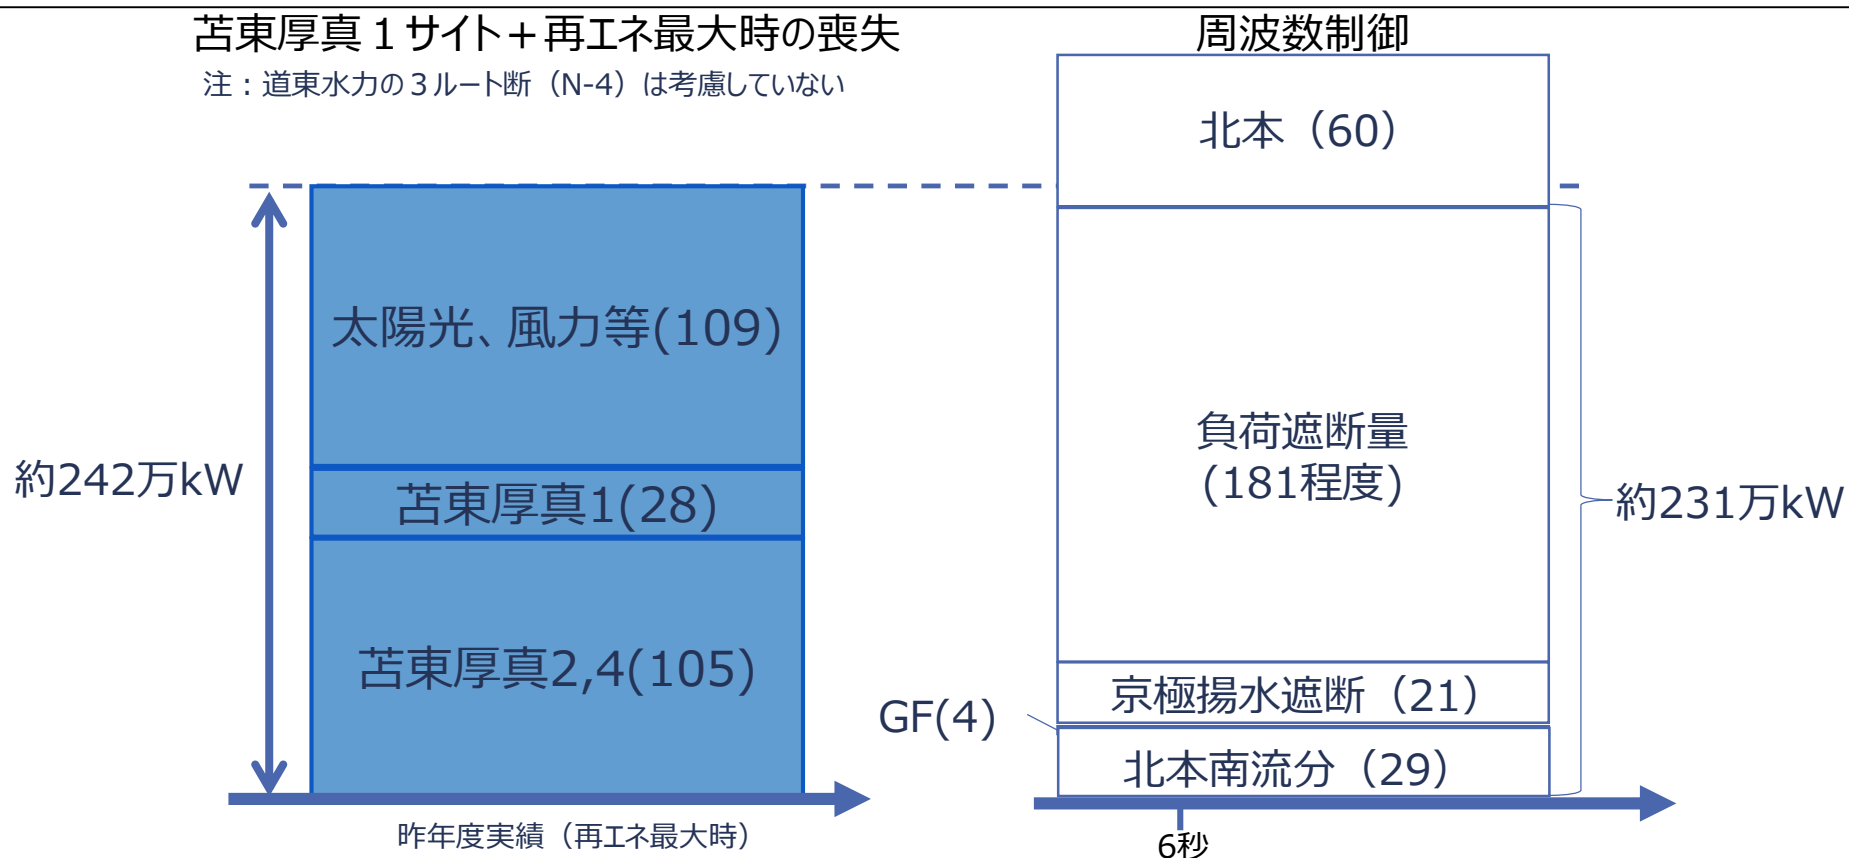 苫東厚真１サイト＋再エネ最大時の喪失
注：道東水力の３ルート断（N-4）は考慮していない
太陽光、風力等(109)
苫東厚真1(28)
苫東厚真2,4(105)
約242万kW
昨年度実績（再エネ最大時）
周波数制御
北本（60）
負荷遮断量
(181程度)
京極揚水遮断（21）
GF(4)
北本南流分（29）
約231万kW
6秒